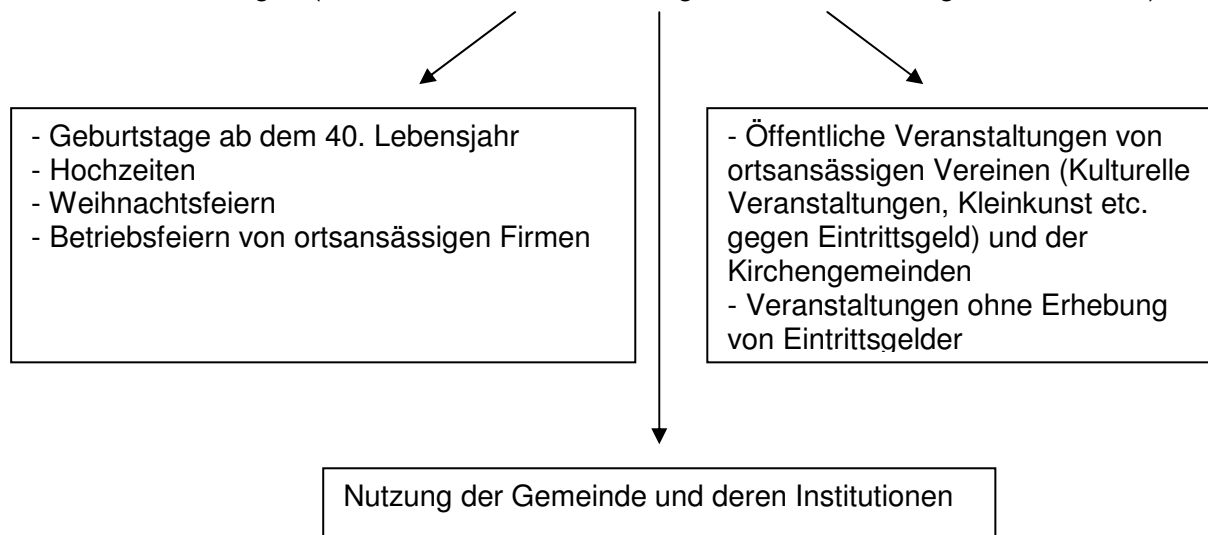 - Geburtstage ab dem 40. Lebensjahr
- Hochzeiten
- Weihnachtsfeiern
- Betriebsfeiern von ortsansässigen Firmen
- Öffentliche Veranstaltungen von
ortsansässigen Vereinen (Kulturelle
Veranstaltungen, Kleinkunst etc.
gegen Eintrittsgeld) und der
Kirchengemeinden
- Veranstaltungen ohne Erhebung
von Eintrittsgelder
Nutzung der Gemeinde und deren Institutionen